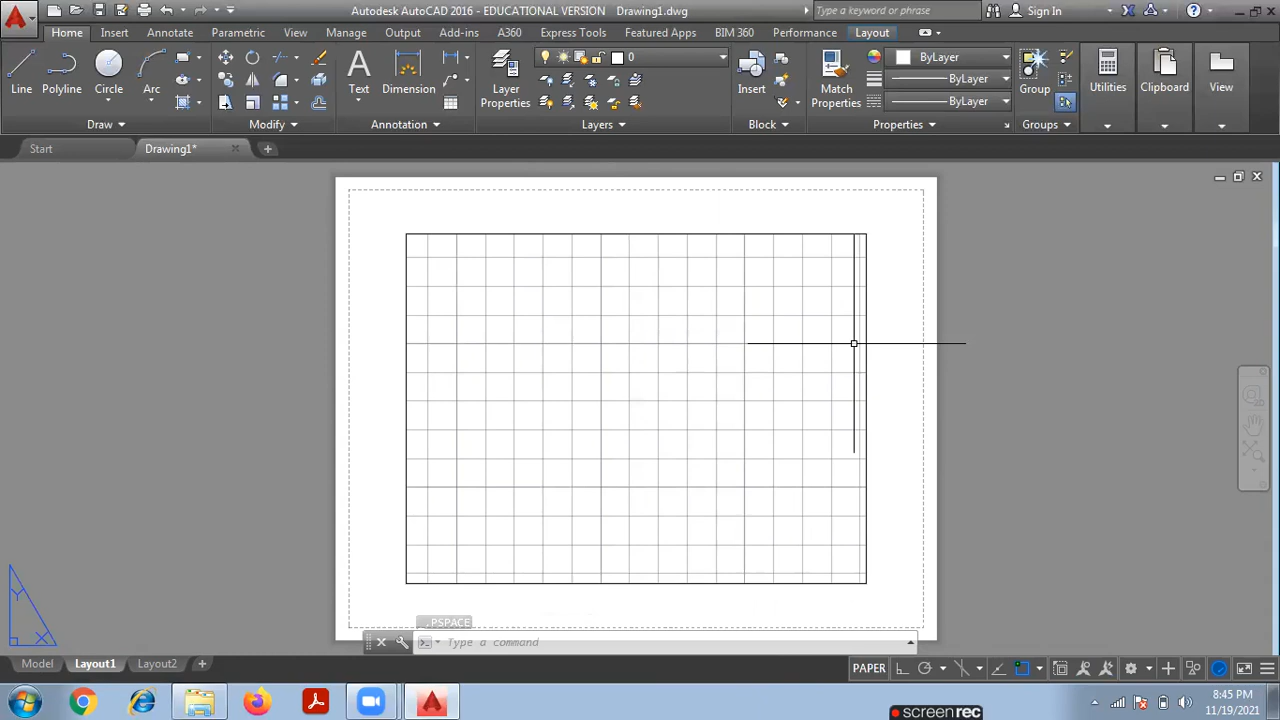 Autodesk AutoCAD 2016 - EDUCATIONAL VERSION Drawing1.dwg
Type a keyword or phrase
Sign In
Home Insert Annotate Parametric View Manage Output Add-ins A360 Express Tools Featured Apps BIM 360 Performance Layout
Line Polyline Circle Arc
Text Dimension
Layer Properties
0
Insert
Match Properties
ByLayer
ByLayer
ByLayer
Group
Utilities Clipboard View
Draw Modify Annotation Layers Block Properties Groups
Start Drawing1* +
Y
X
._PSPACE
Type a command
Model Layout1 Layout2 +
PAPER
8:45 PM
11/19/2021
screenrec